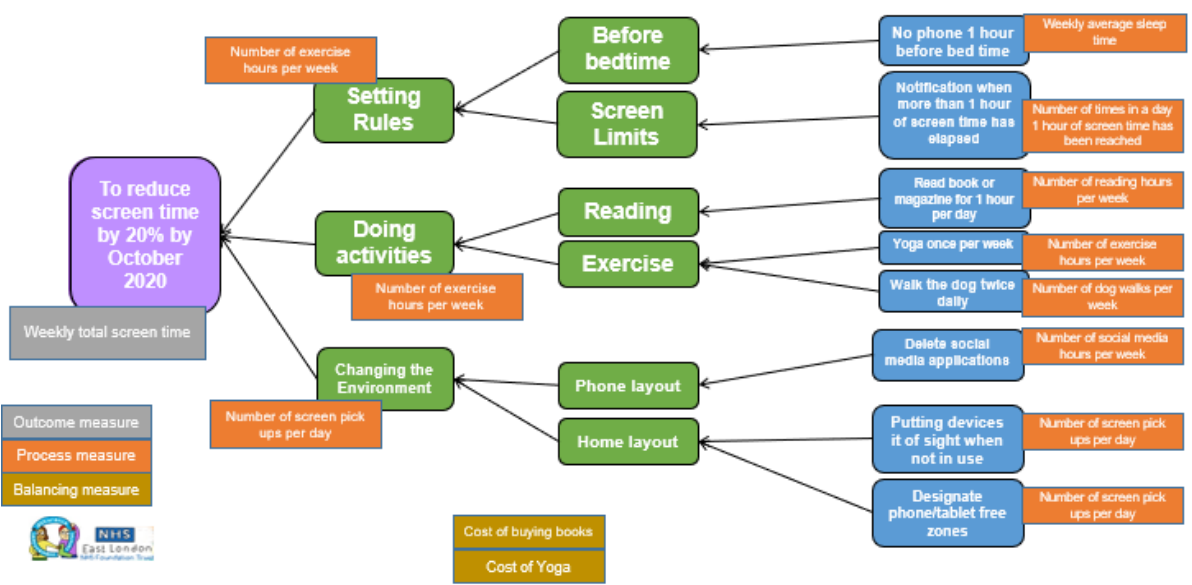 Number of exercise
hours per week
Setting
Rules
Before
bedtime
No phone 1 hour
before bed time
Weekly average sleep
time
Screen
Limits
Notification when
more than 1 hour
of screen time has
elapsed
Number of times in a day
1 hour of screen time has
been reached
To reduce
screen time
by 20% by
October
2020
Weekly total screen time
Doing
activities
Number of exercise
hours per week
Reading
Read book or
magazine for 1 hour
per day
Number of reading hours
per week
Exercise
Yoga once per week
Number of exercise
hours per week
Walk the dog twice
daily
Number of dog walks per
week
Changing the
Environment
Number of screen pick
ups per day
Phone layout
Delete social
media applications
Number of social media
hours per week
Home layout
Putting devices
it of sight when
not in use
Number of screen pick
ups per day
Designate
phone/tablet free
zones
Number of screen pick
ups per day
Outcome measure
Process measure
Balancing measure
NHS
East London
NHS Foundation Trust
Cost of buying books
Cost of Yoga